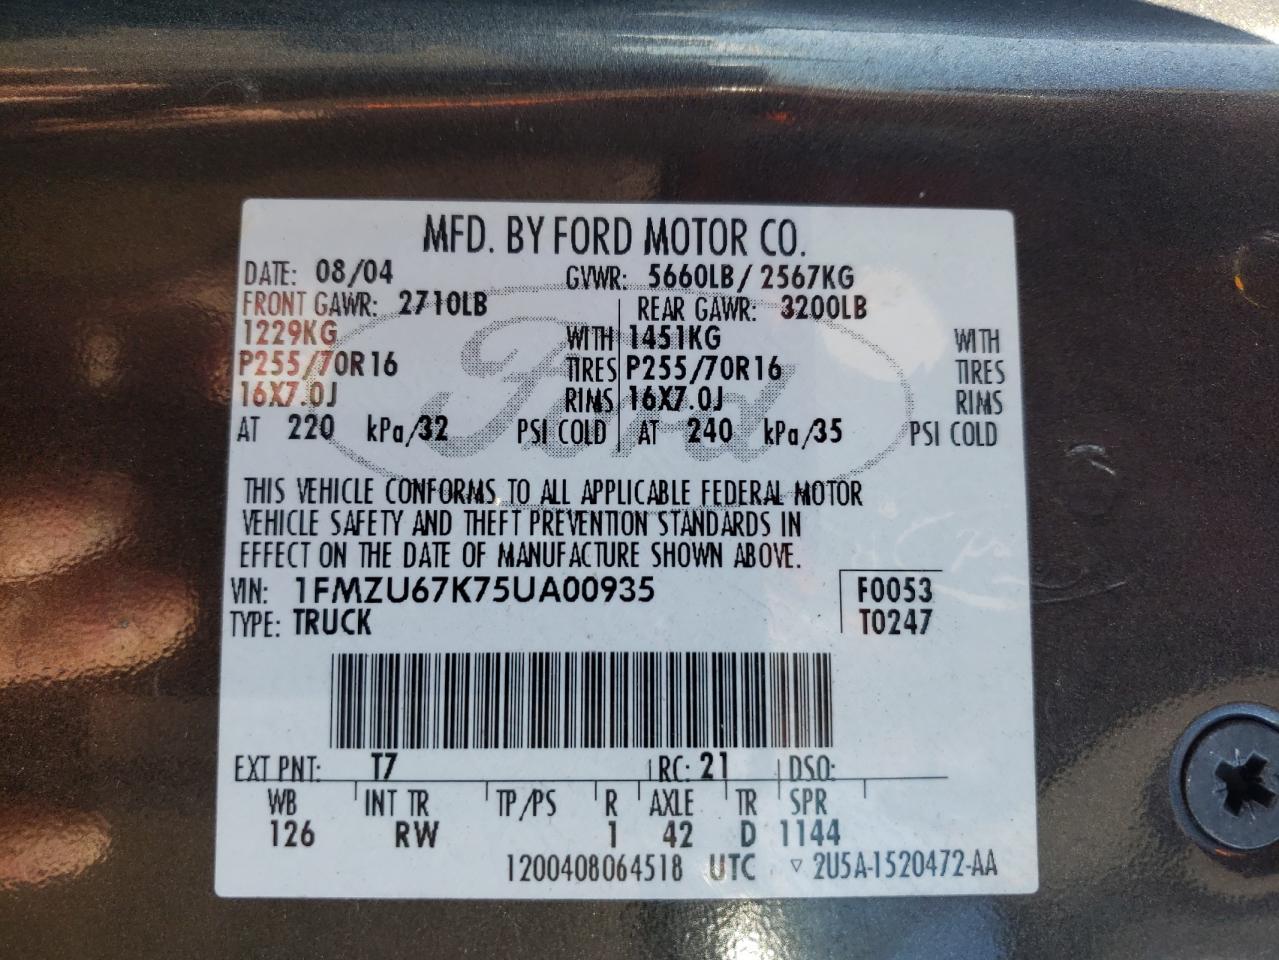 MFD. BY FORD MOTOR CO.
DATE: 08/04 GVWR: 5660LB/ 2567KG
FRONT GAWR: 2710LB REAR GAWR: 3200LB
1229KG WITH 1451KG WITH
P255/70R16 TIRES P255/70R16 TIRES
16X7.0J RIMS 16X7.0J RIMS
AT 220 kPa/32 PSI COLD AT 240 kPa/35 PSI COLD
Ford
THIS VEHICLE CONFORMS TO ALL APPLICABLE FEDERAL MOTOR
VEHICLE SAFETY AND THEFT PREVENTION STANDARDS IN
EFFECT ON THE DATE OF MANUFACTURE SHOWN ABOVE.
VIN: 1FMZU67K75UA00935 F0053
TYPE: TRUCK T0247
EXT PNT: T7 RC: 21 DSO:
WB INT TR TP/PS R AXLE TR SPR
126 RW 1 42 D 1144
1200408064518 UTC ▽ 2U5A-1520472-AA